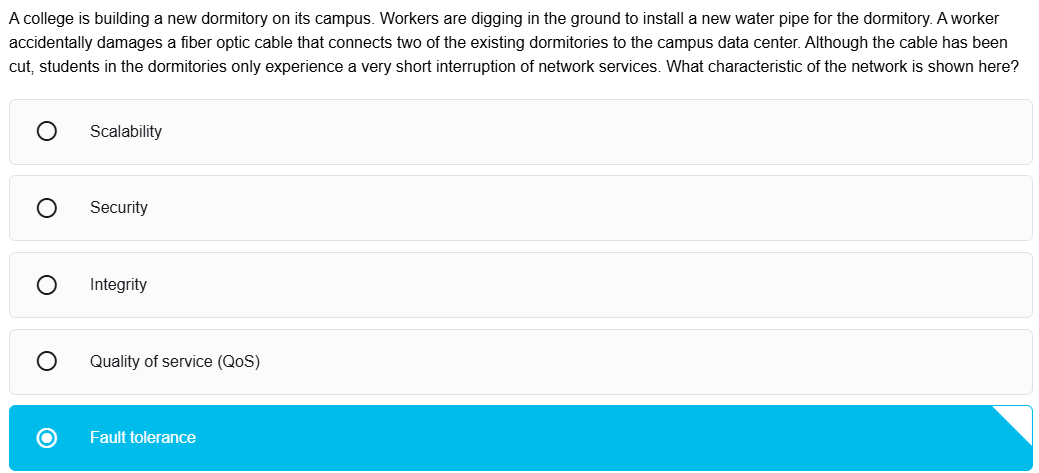 A college is building a new dormitory on its campus. Workers are digging in the ground to install a new water pipe for the dormitory. A worker
accidentally damages a fiber optic cable that connects two of the existing dormitories to the campus data center. Although the cable has been
cut, students in the dormitories only experience a very short interruption of network services. What characteristic of the network is shown here?
Scalability
Security
Integrity
Quality of service (QoS)
Fault tolerance